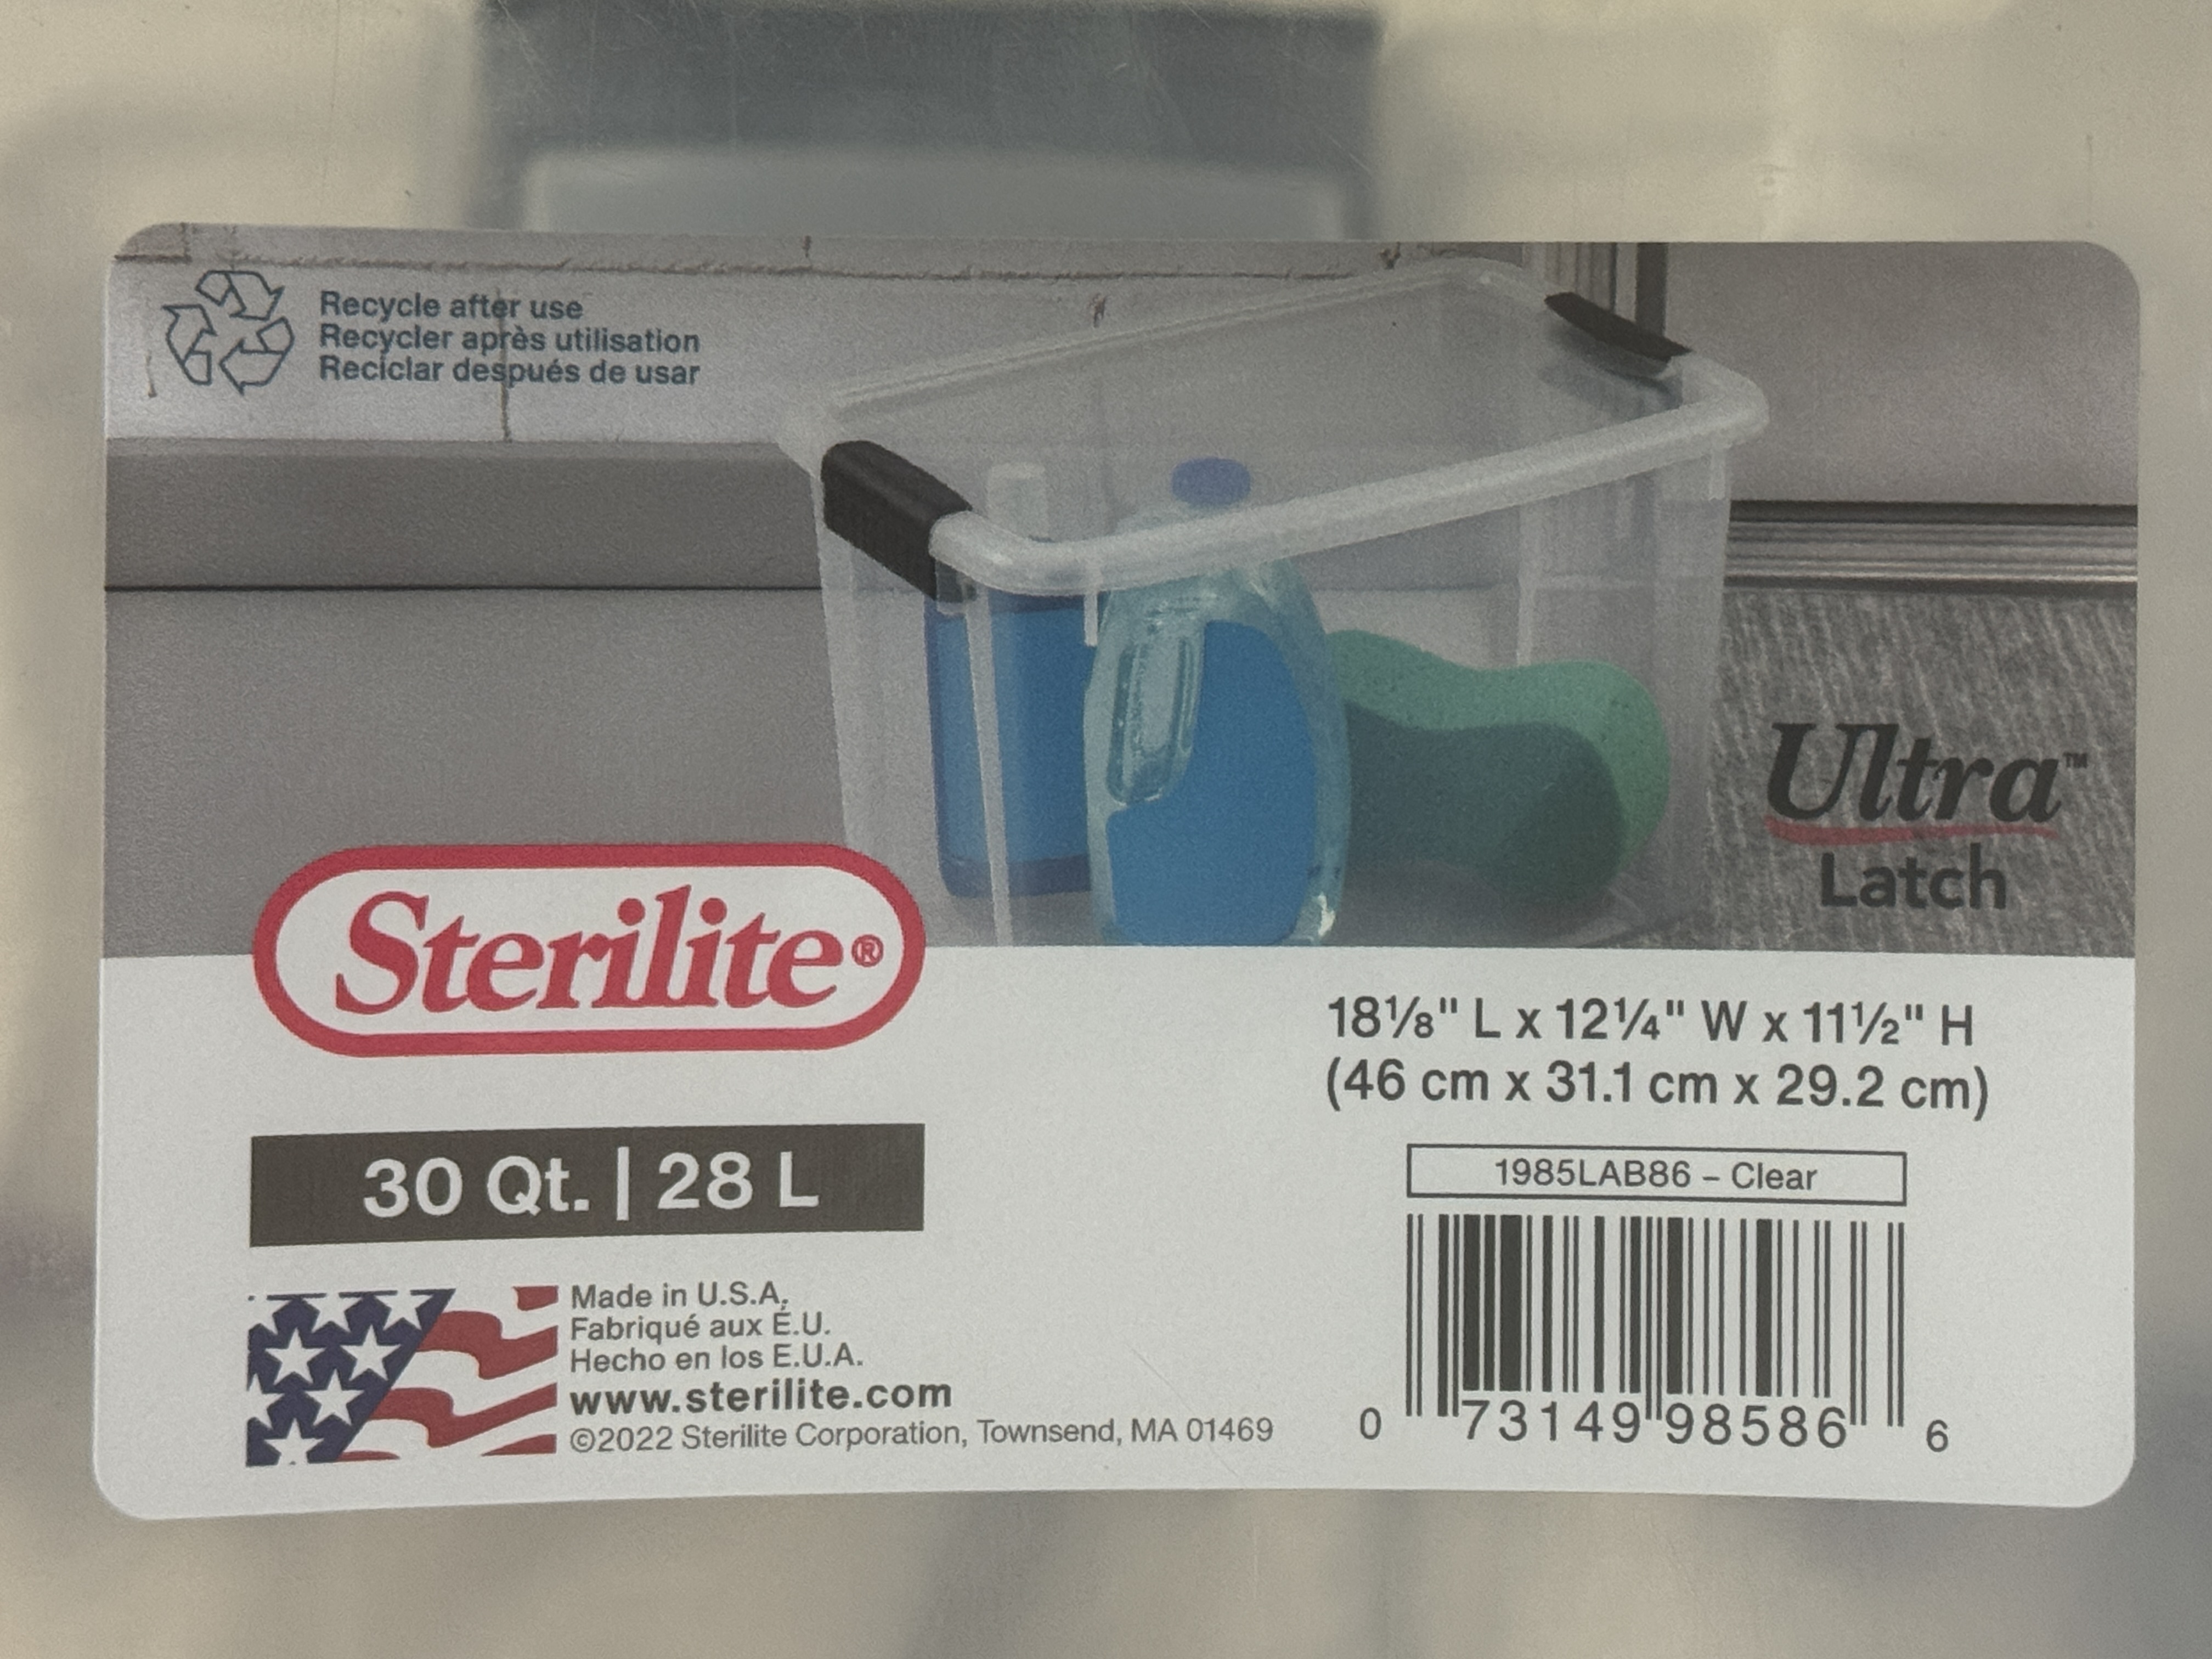 Recycle after use
Recycler après utilisation
Reciclar después de usar
Ultra™
Latch
Sterilite®
18⅛" L x 12¼" W x 11½" H
(46 cm x 31.1 cm x 29.2 cm)
30 Qt. | 28 L
1985LAB86 – Clear
Made in U.S.A.
Fabriqué aux É.U.
Hecho en los E.U.A.
www.sterilite.com
©2022 Sterilite Corporation, Townsend, MA 01469
0 73149 98586 6